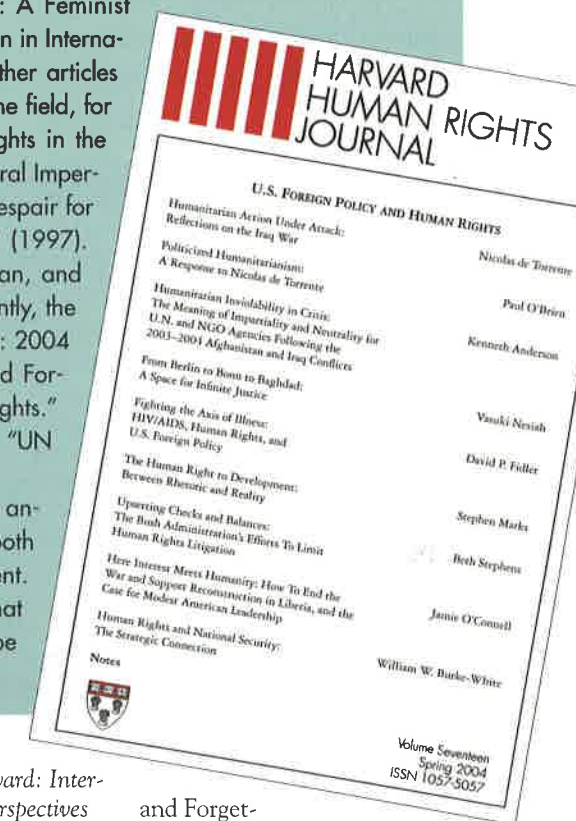 : A Feminist
n in Interna-
ther articles
he field, for
ghts in the
ral Imper-
espair for
(1997).
an, and
ntly, the
: 2004
d For-
ghts."
"UN
an-
oth
ent.
hat
be
HARVARD
HUMAN RIGHTS
JOURNAL
U.S. FOREIGN POLICY AND HUMAN RIGHTS
Humanitarian Action Under Attack:
Reflections on the Iraq War
Nicolas de Torrente
Politicized Humanitarianism:
A Response to Nicolas de Torrente
Paul O'Brien
Humanitarian Inviolability in Crisis:
The Meaning of Impartiality and Neutrality for
U.N. and NGO Agencies Following the
2003–2004 Afghanistan and Iraq Conflicts
Kenneth Anderson
From Berlin to Bonn to Baghdad:
A Space for Infinite Justice
Vasuki Nesiah
Fighting the Axis of Illness:
HIV/AIDS, Human Rights, and
U.S. Foreign Policy
David P. Fidler
The Human Right to Development:
Between Rhetoric and Reality
Stephen Marks
Upsetting Checks and Balances:
The Bush Administration's Efforts To Limit
Human Rights Litigation
Beth Stephens
Here Interest Meets Humanity: How To End the
War and Support Reconstruction in Liberia, and the
Case for Modest American Leadership
Jamie O'Connell
Human Rights and National Security:
The Strategic Connection
William W. Burke-White
Notes
Volume Seventeen
Spring 2004
ISSN 1057-5057
vard: Inter-
rspectives
and Forget-